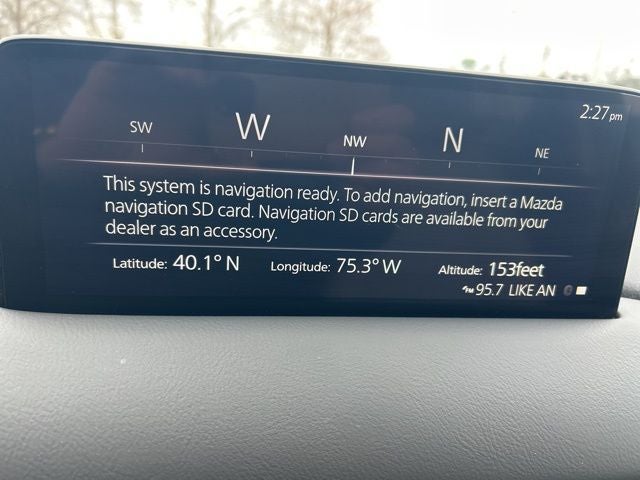 2:27pm
SW W NW N NE
This system is navigation ready. To add navigation, insert a Mazda
navigation SD card. Navigation SD cards are available from your
dealer as an accessory.
Latitude: 40.1° N Longitude: 75.3° W Altitude: 153feet
FM 95.7 LIKE AN